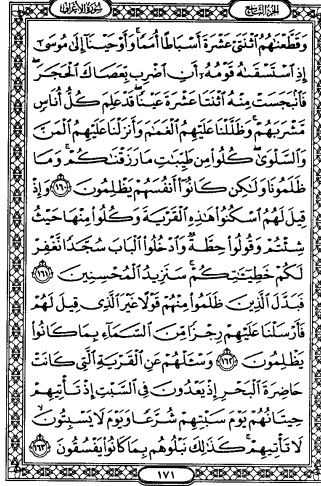 الجزء التاسع سورة الأعراف
وَقَطَّعْنَٰهُمُ ٱثْنَتَىْ عَشْرَةَ أَسْبَاطًا أُمَمًا ۚ وَأَوْحَيْنَآ إِلَىٰ مُوسَىٰٓ
إِذِ ٱسْتَسْقَىٰهُ قَوْمُهُۥٓ أَنِ ٱضْرِب بِّعَصَاكَ ٱلْحَجَرَ ۖ
فَٱنۢبَجَسَتْ مِنْهُ ٱثْنَتَا عَشْرَةَ عَيْنًا ۖ قَدْ عَلِمَ كُلُّ أُنَاسٍ
مَّشْرَبَهُمْ ۚ وَظَلَّلْنَا عَلَيْهِمُ ٱلْغَمَٰمَ وَأَنزَلْنَا عَلَيْهِمُ ٱلْمَنَّ
وَٱلسَّلْوَىٰ ۖ كُلُوا۟ مِن طَيِّبَٰتِ مَا رَزَقْنَٰكُمْ ۚ وَمَا
ظَلَمُونَا وَلَٰكِن كَانُوٓا۟ أَنفُسَهُمْ يَظْلِمُونَ ١٦٠ وَإِذْ
قِيلَ لَهُمُ ٱسْكُنُوا۟ هَٰذِهِ ٱلْقَرْيَةَ وَكُلُوا۟ مِنْهَا حَيْثُ
شِئْتُمْ وَقُولُوا۟ حِطَّةٌ وَٱدْخُلُوا۟ ٱلْبَابَ سُجَّدًا نَّغْفِرْ
لَكُمْ خَطِيٓـَٰٔتِكُمْ ۚ سَنَزِيدُ ٱلْمُحْسِنِينَ ١٦١
فَبَدَّلَ ٱلَّذِينَ ظَلَمُوا۟ مِنْهُمْ قَوْلًا غَيْرَ ٱلَّذِى قِيلَ لَهُمْ
فَأَرْسَلْنَا عَلَيْهِمْ رِجْزًا مِّنَ ٱلسَّمَآءِ بِمَا كَانُوا۟
يَظْلِمُونَ ١٦٢ وَسْـَٔلْهُمْ عَنِ ٱلْقَرْيَةِ ٱلَّتِى كَانَتْ
حَاضِرَةَ ٱلْبَحْرِ إِذْ يَعْدُونَ فِى ٱلسَّبْتِ إِذْ تَأْتِيهِمْ
حِيتَانُهُمْ يَوْمَ سَبْتِهِمْ شُرَّعًا وَيَوْمَ لَا يَسْبِتُونَ ۙ
لَا تَأْتِيهِمْ ۚ كَذَٰلِكَ نَبْلُوهُم بِمَا كَانُوا۟ يَفْسُقُونَ ١٦٣
١٧١